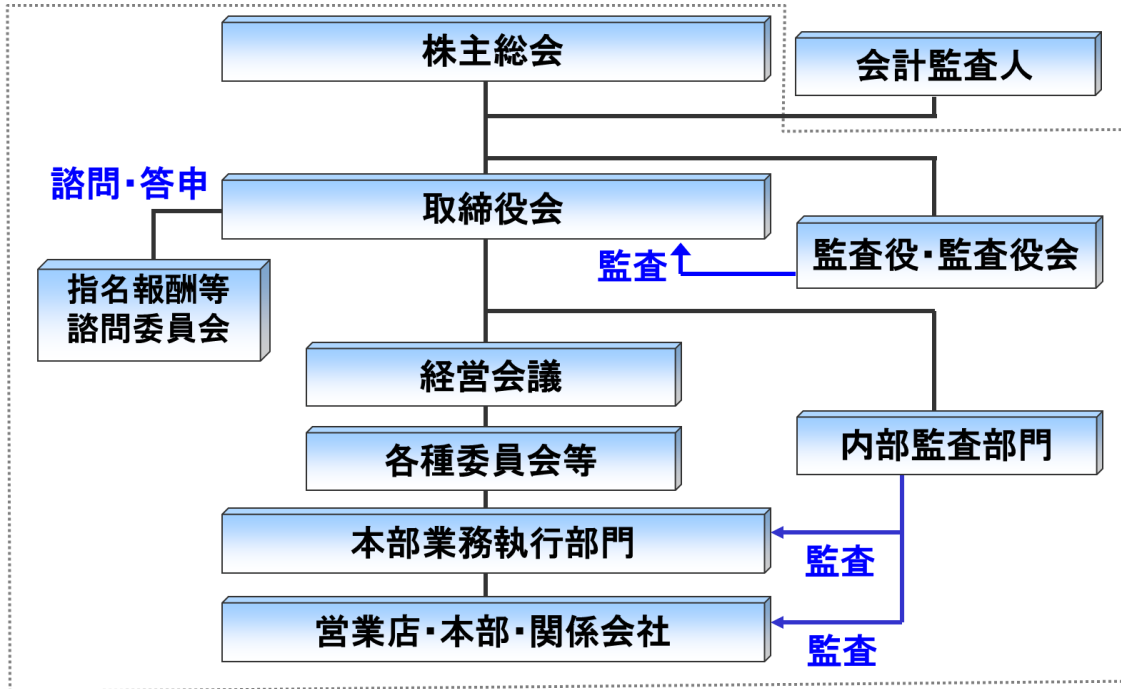 株主総会
会計監査人
諮問・答申
取締役会
監査役・監査役会
監査
指名報酬等
諮問委員会
経営会議
内部監査部門
各種委員会等
本部業務執行部門
監査
営業店・本部・関係会社
監査